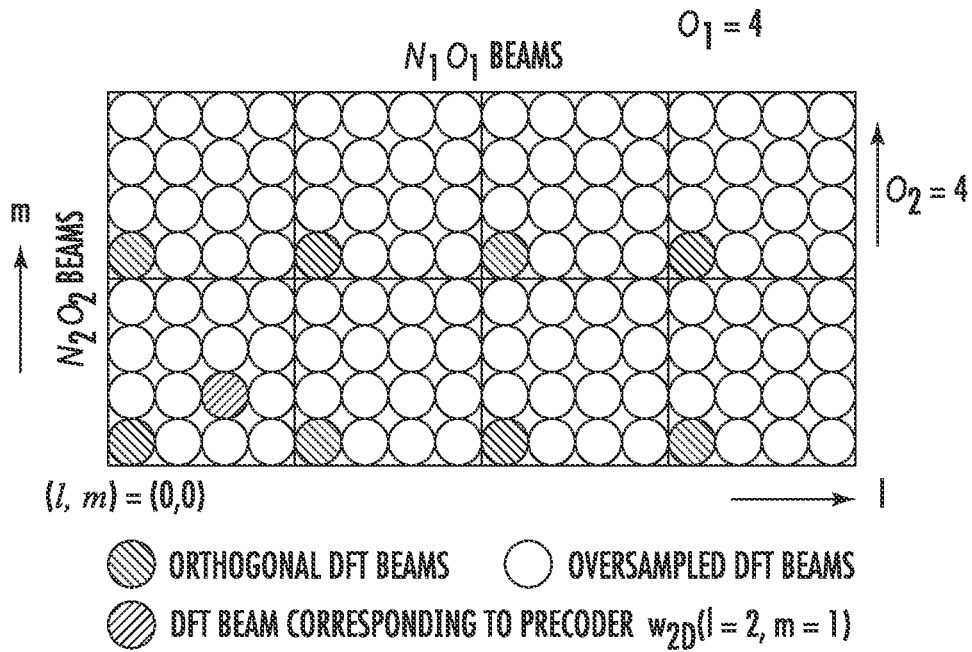 O1 = 4
N1 O1 BEAMS
m
N2 O2 BEAMS
O2 = 4
(l, m) = (0,0)
l
ORTHOGONAL DFT BEAMS
OVERSAMPLED DFT BEAMS
DFT BEAM CORRESPONDING TO PRECODER w2D(l = 2, m = 1)